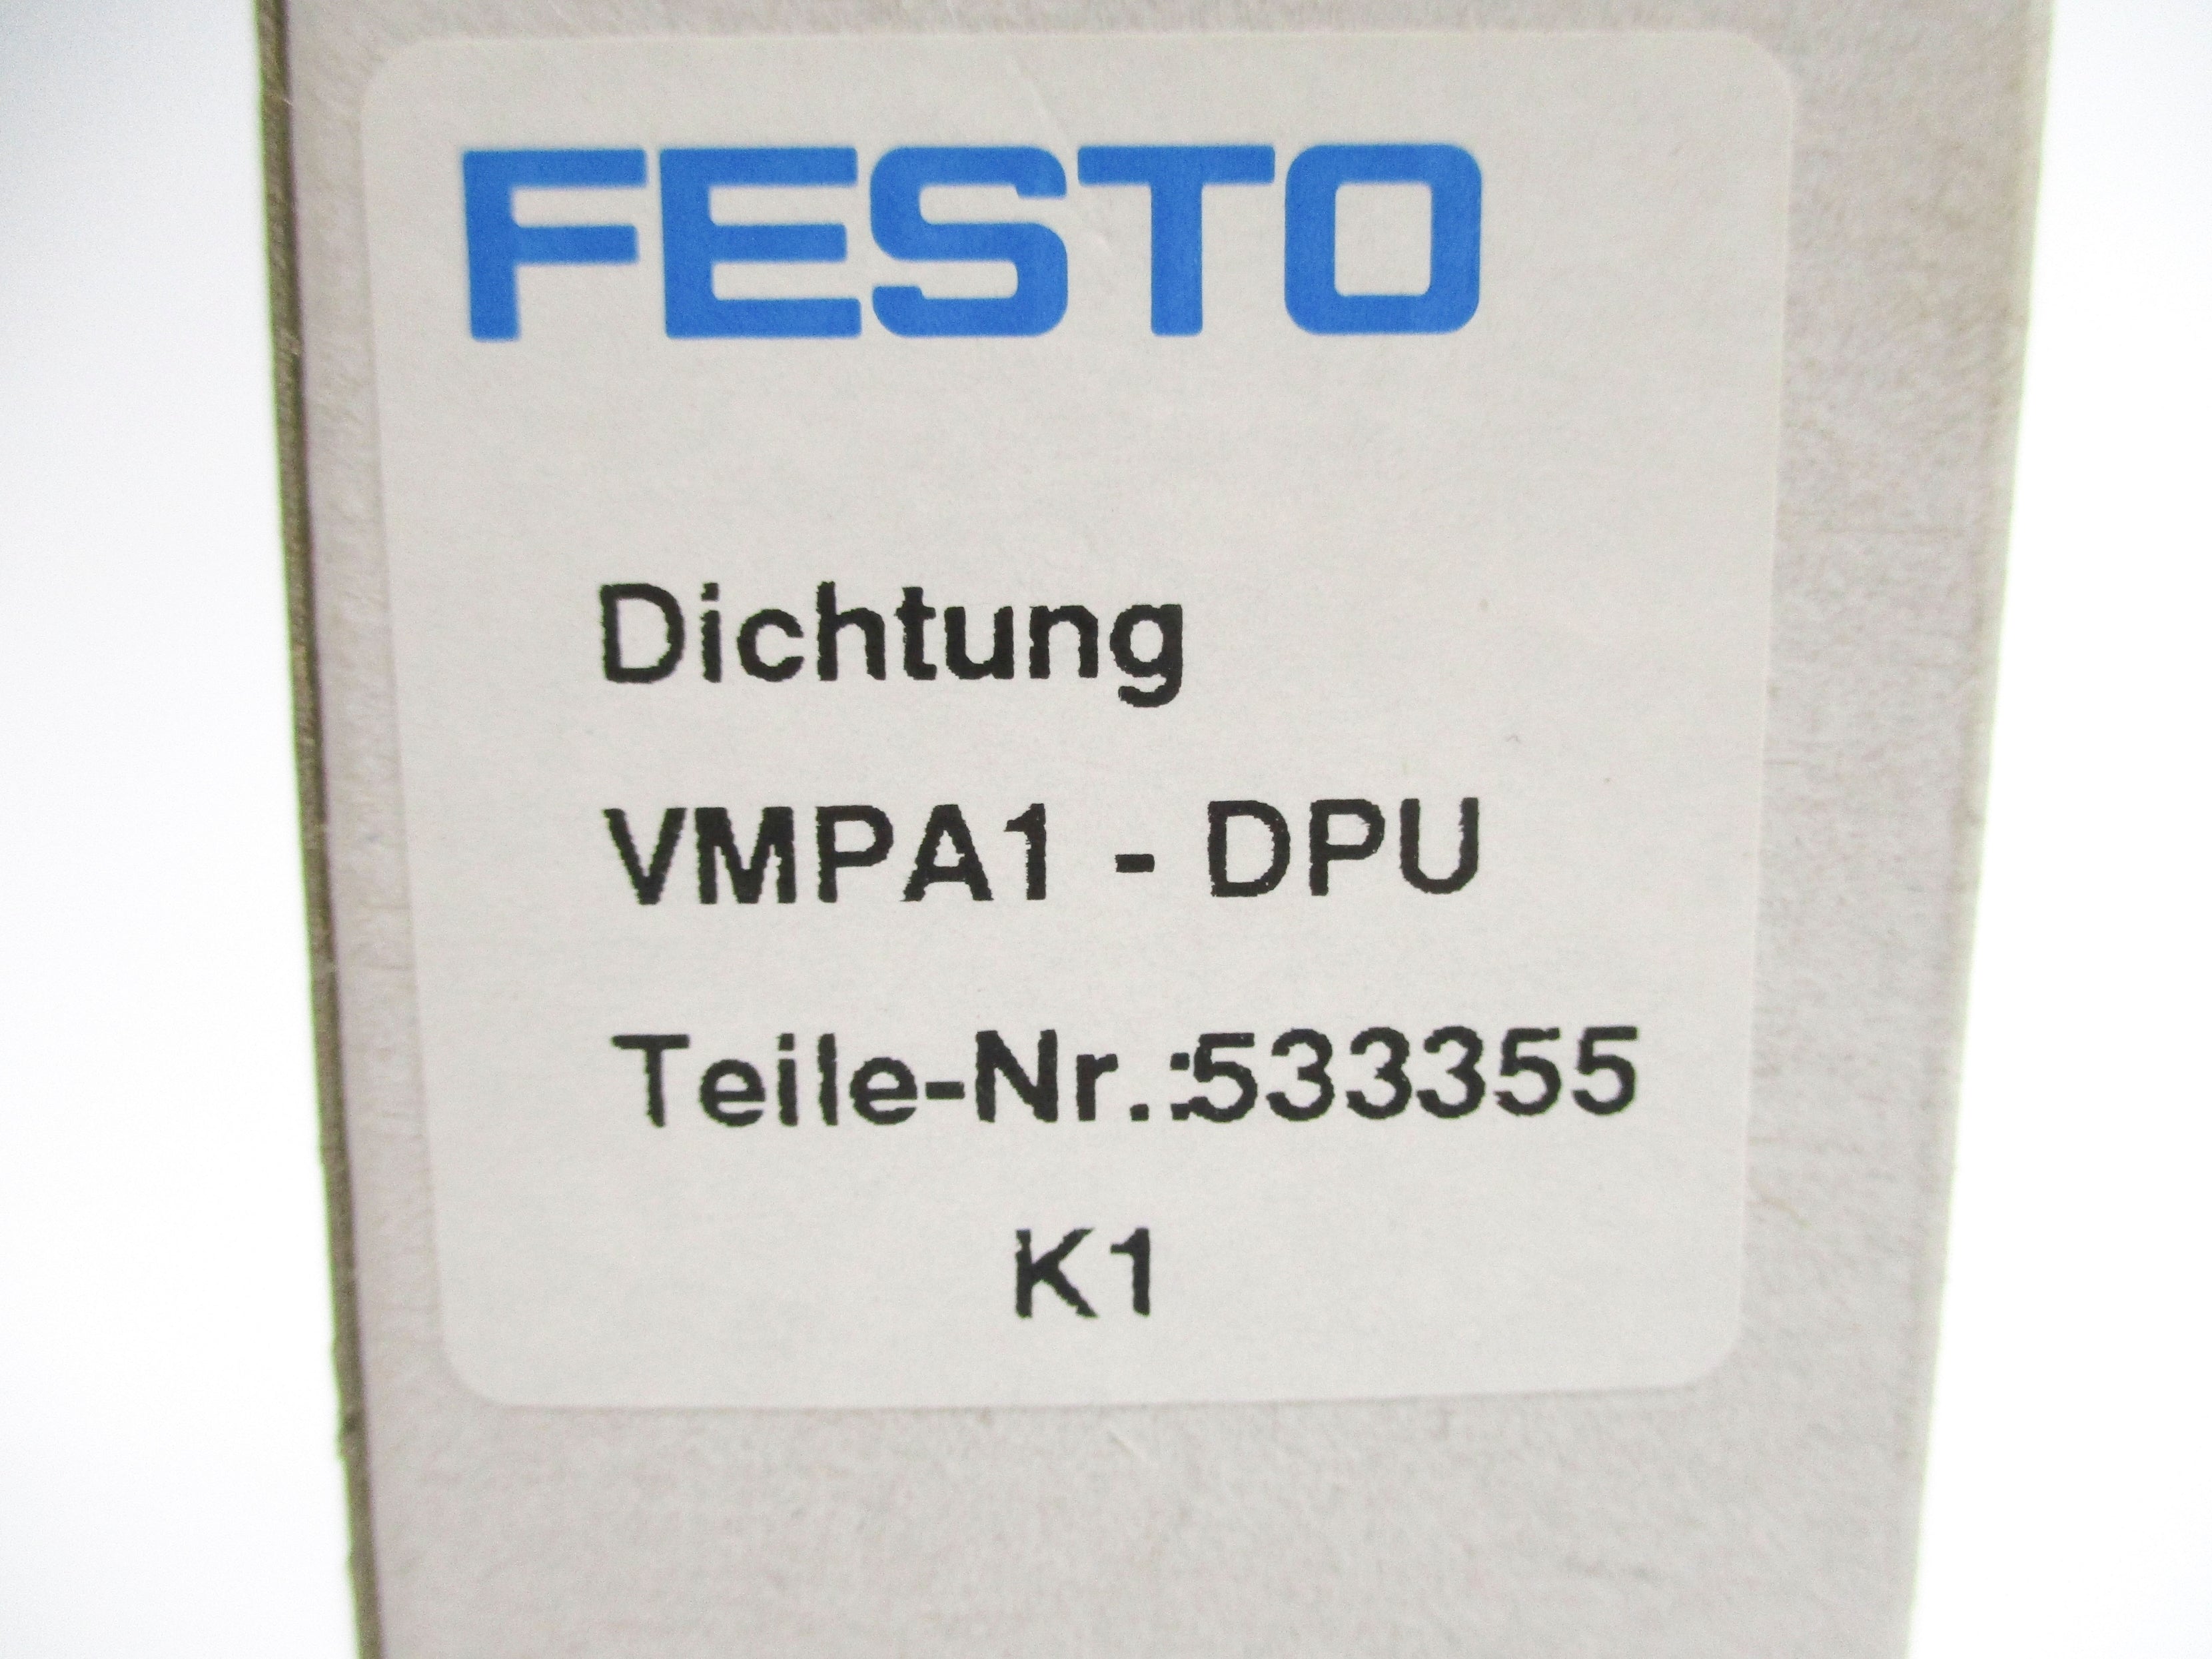 FESTO
Dichtung
VMPA1 - DPU
Teile-Nr.:533355
K1